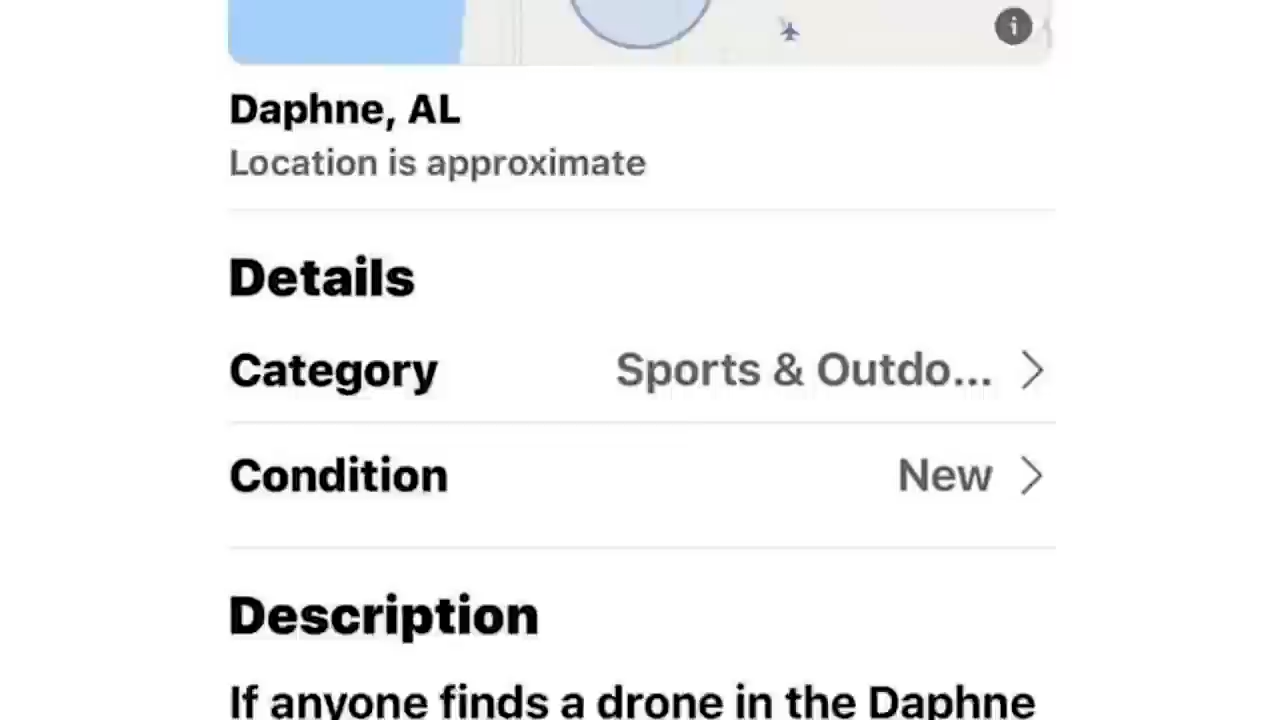 Daphne, AL
Location is approximate
Details
Category Sports & Outdo...
Condition New
Description
If anyone finds a drone in the Daphne